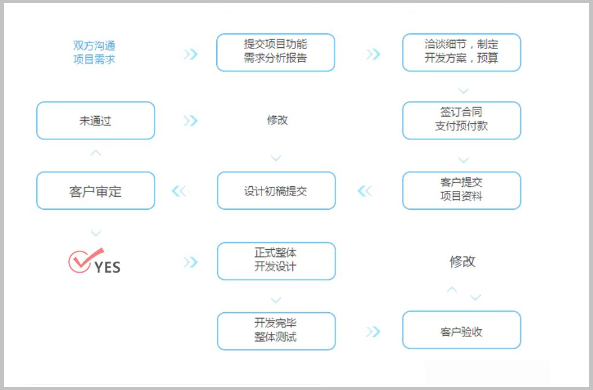 双方沟通
项目需求
提交项目功能
需求分析报告
洽谈细节，制定
开发方案，预算
未通过
修改
签订合同
支付预付款
客户审定
设计初稿提交
客户提交
项目资料
YES
正式整体
开发设计
修改
开发完毕
整体测试
客户验收